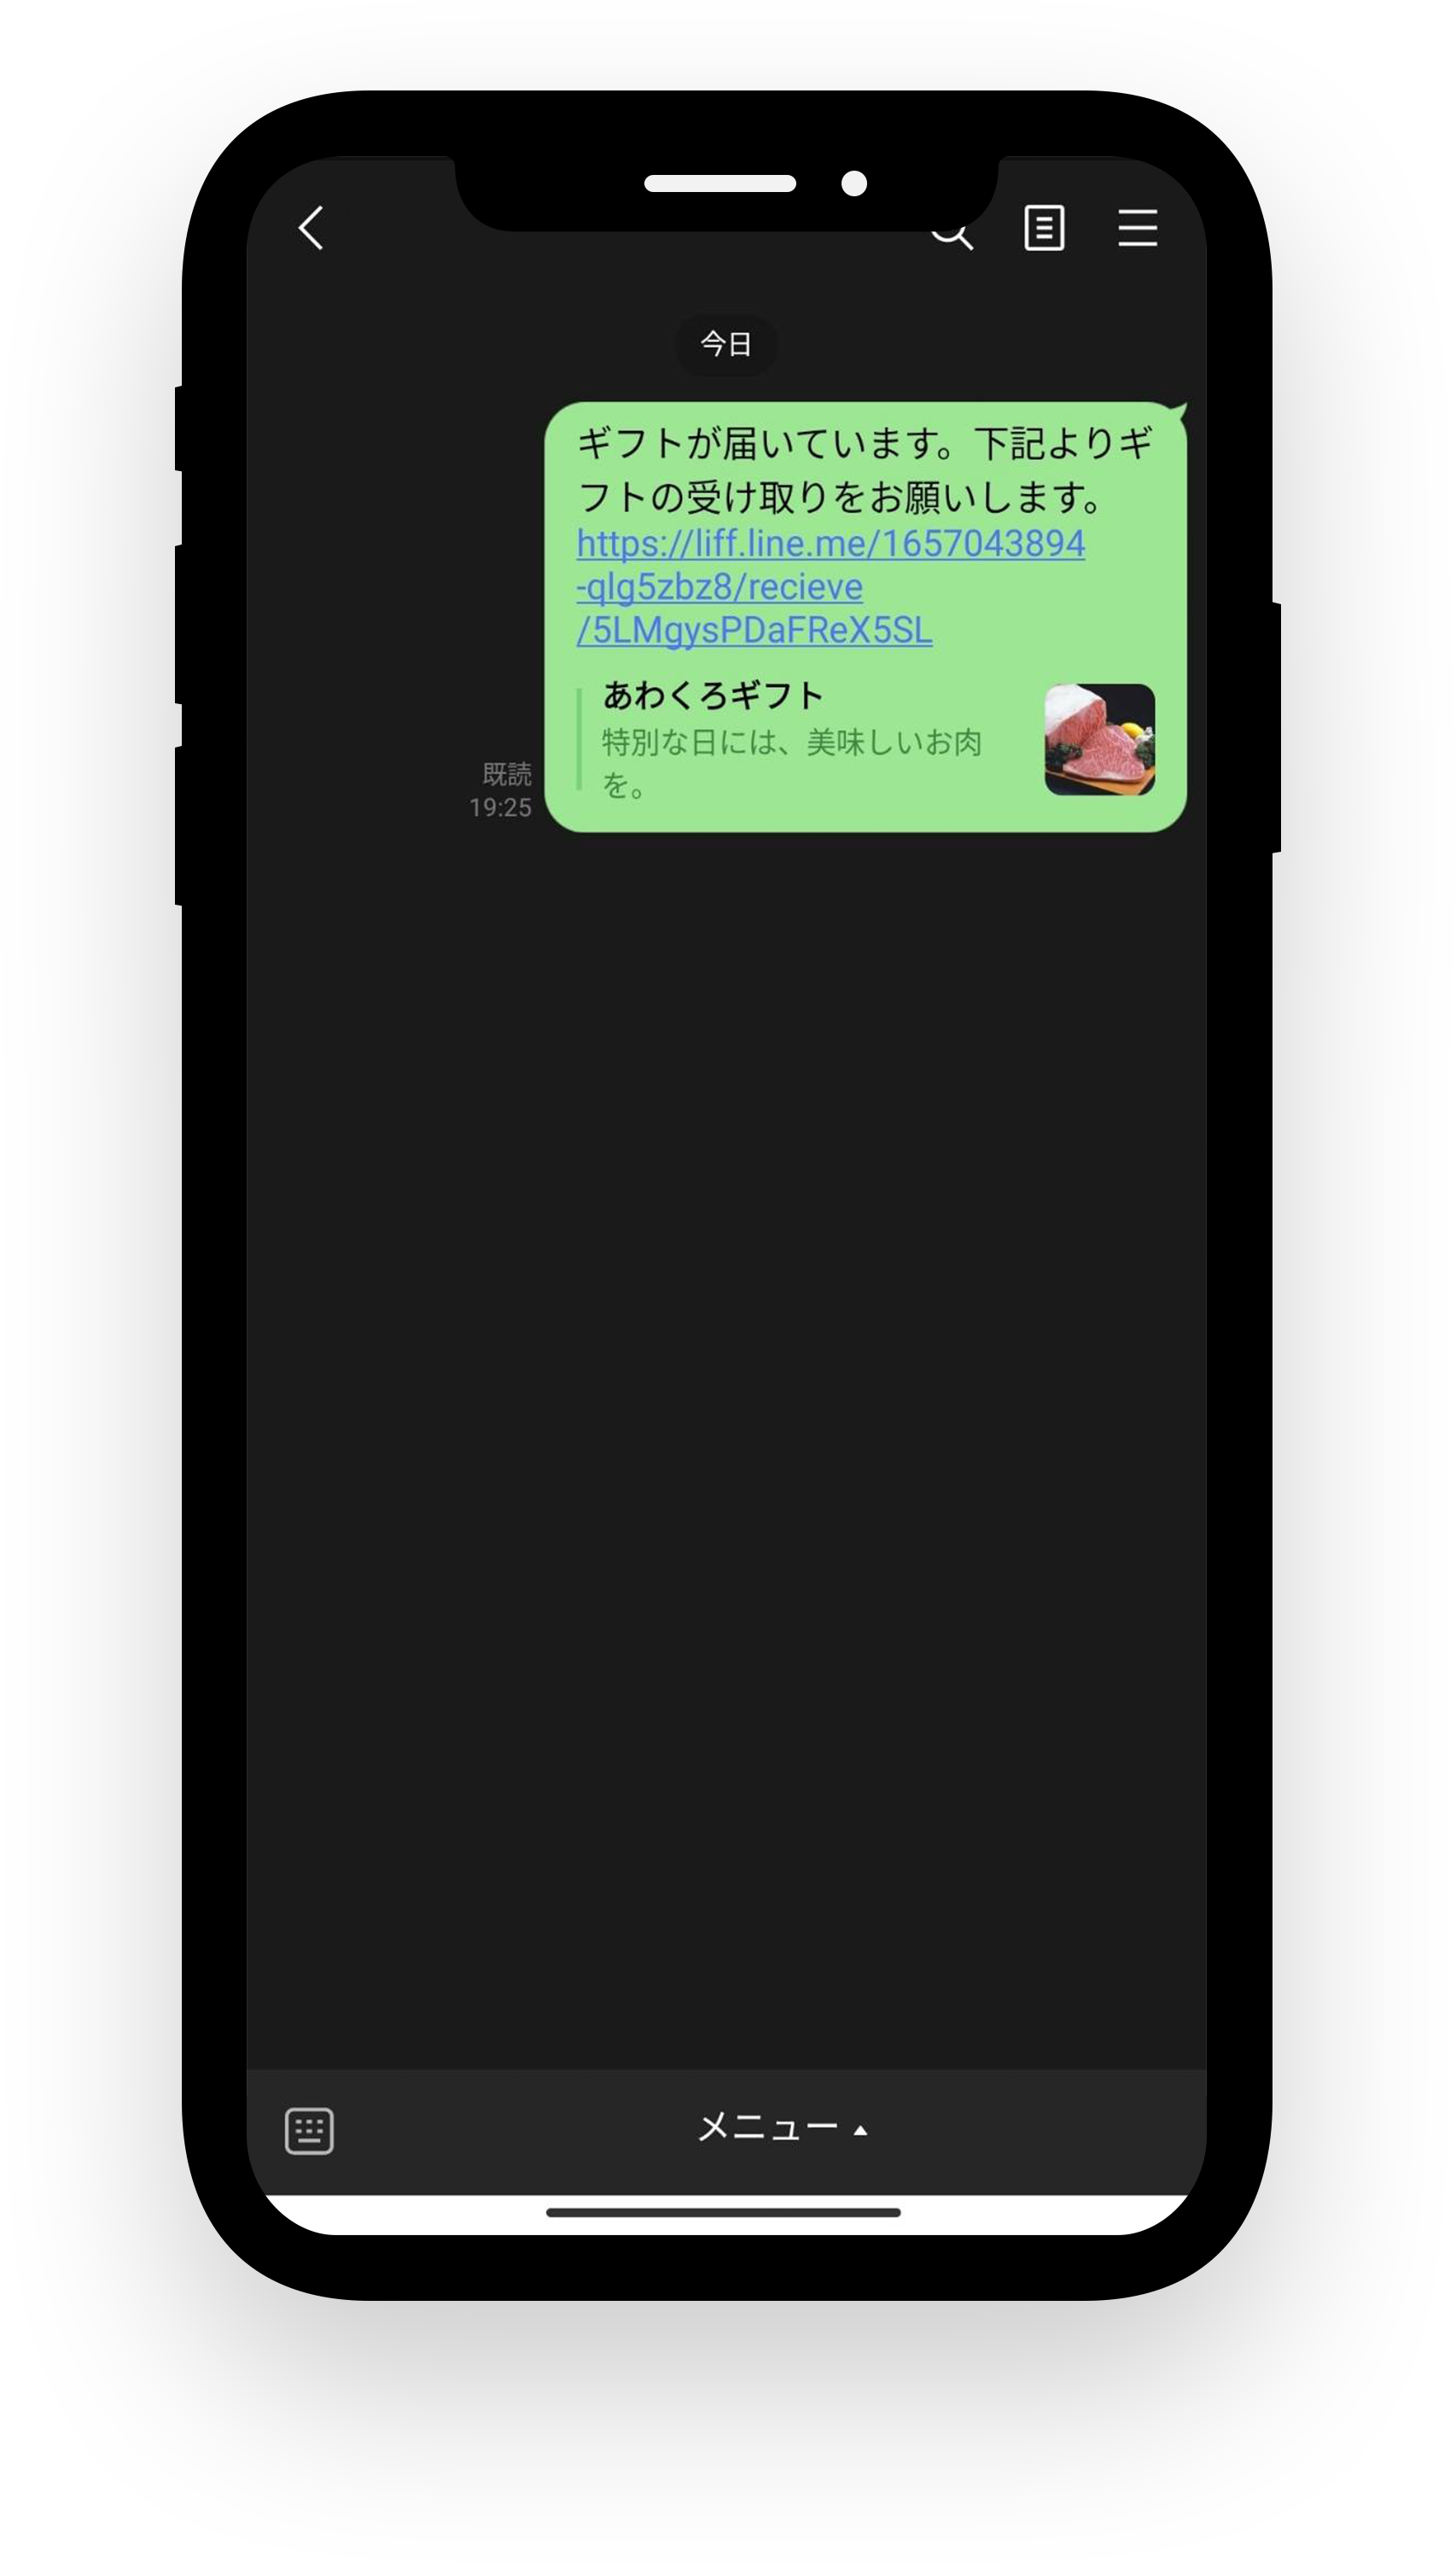 今日
ギフトが届いています。下記よりギ
フトの受け取りをお願いします。
https://liff.line.me/1657043894
-qlg5zbz8/recieve
/5LMgysPDaFReX5SL
あわくろギフト
特別な日には、美味しいお肉
を。
既読
19:25
メニュー